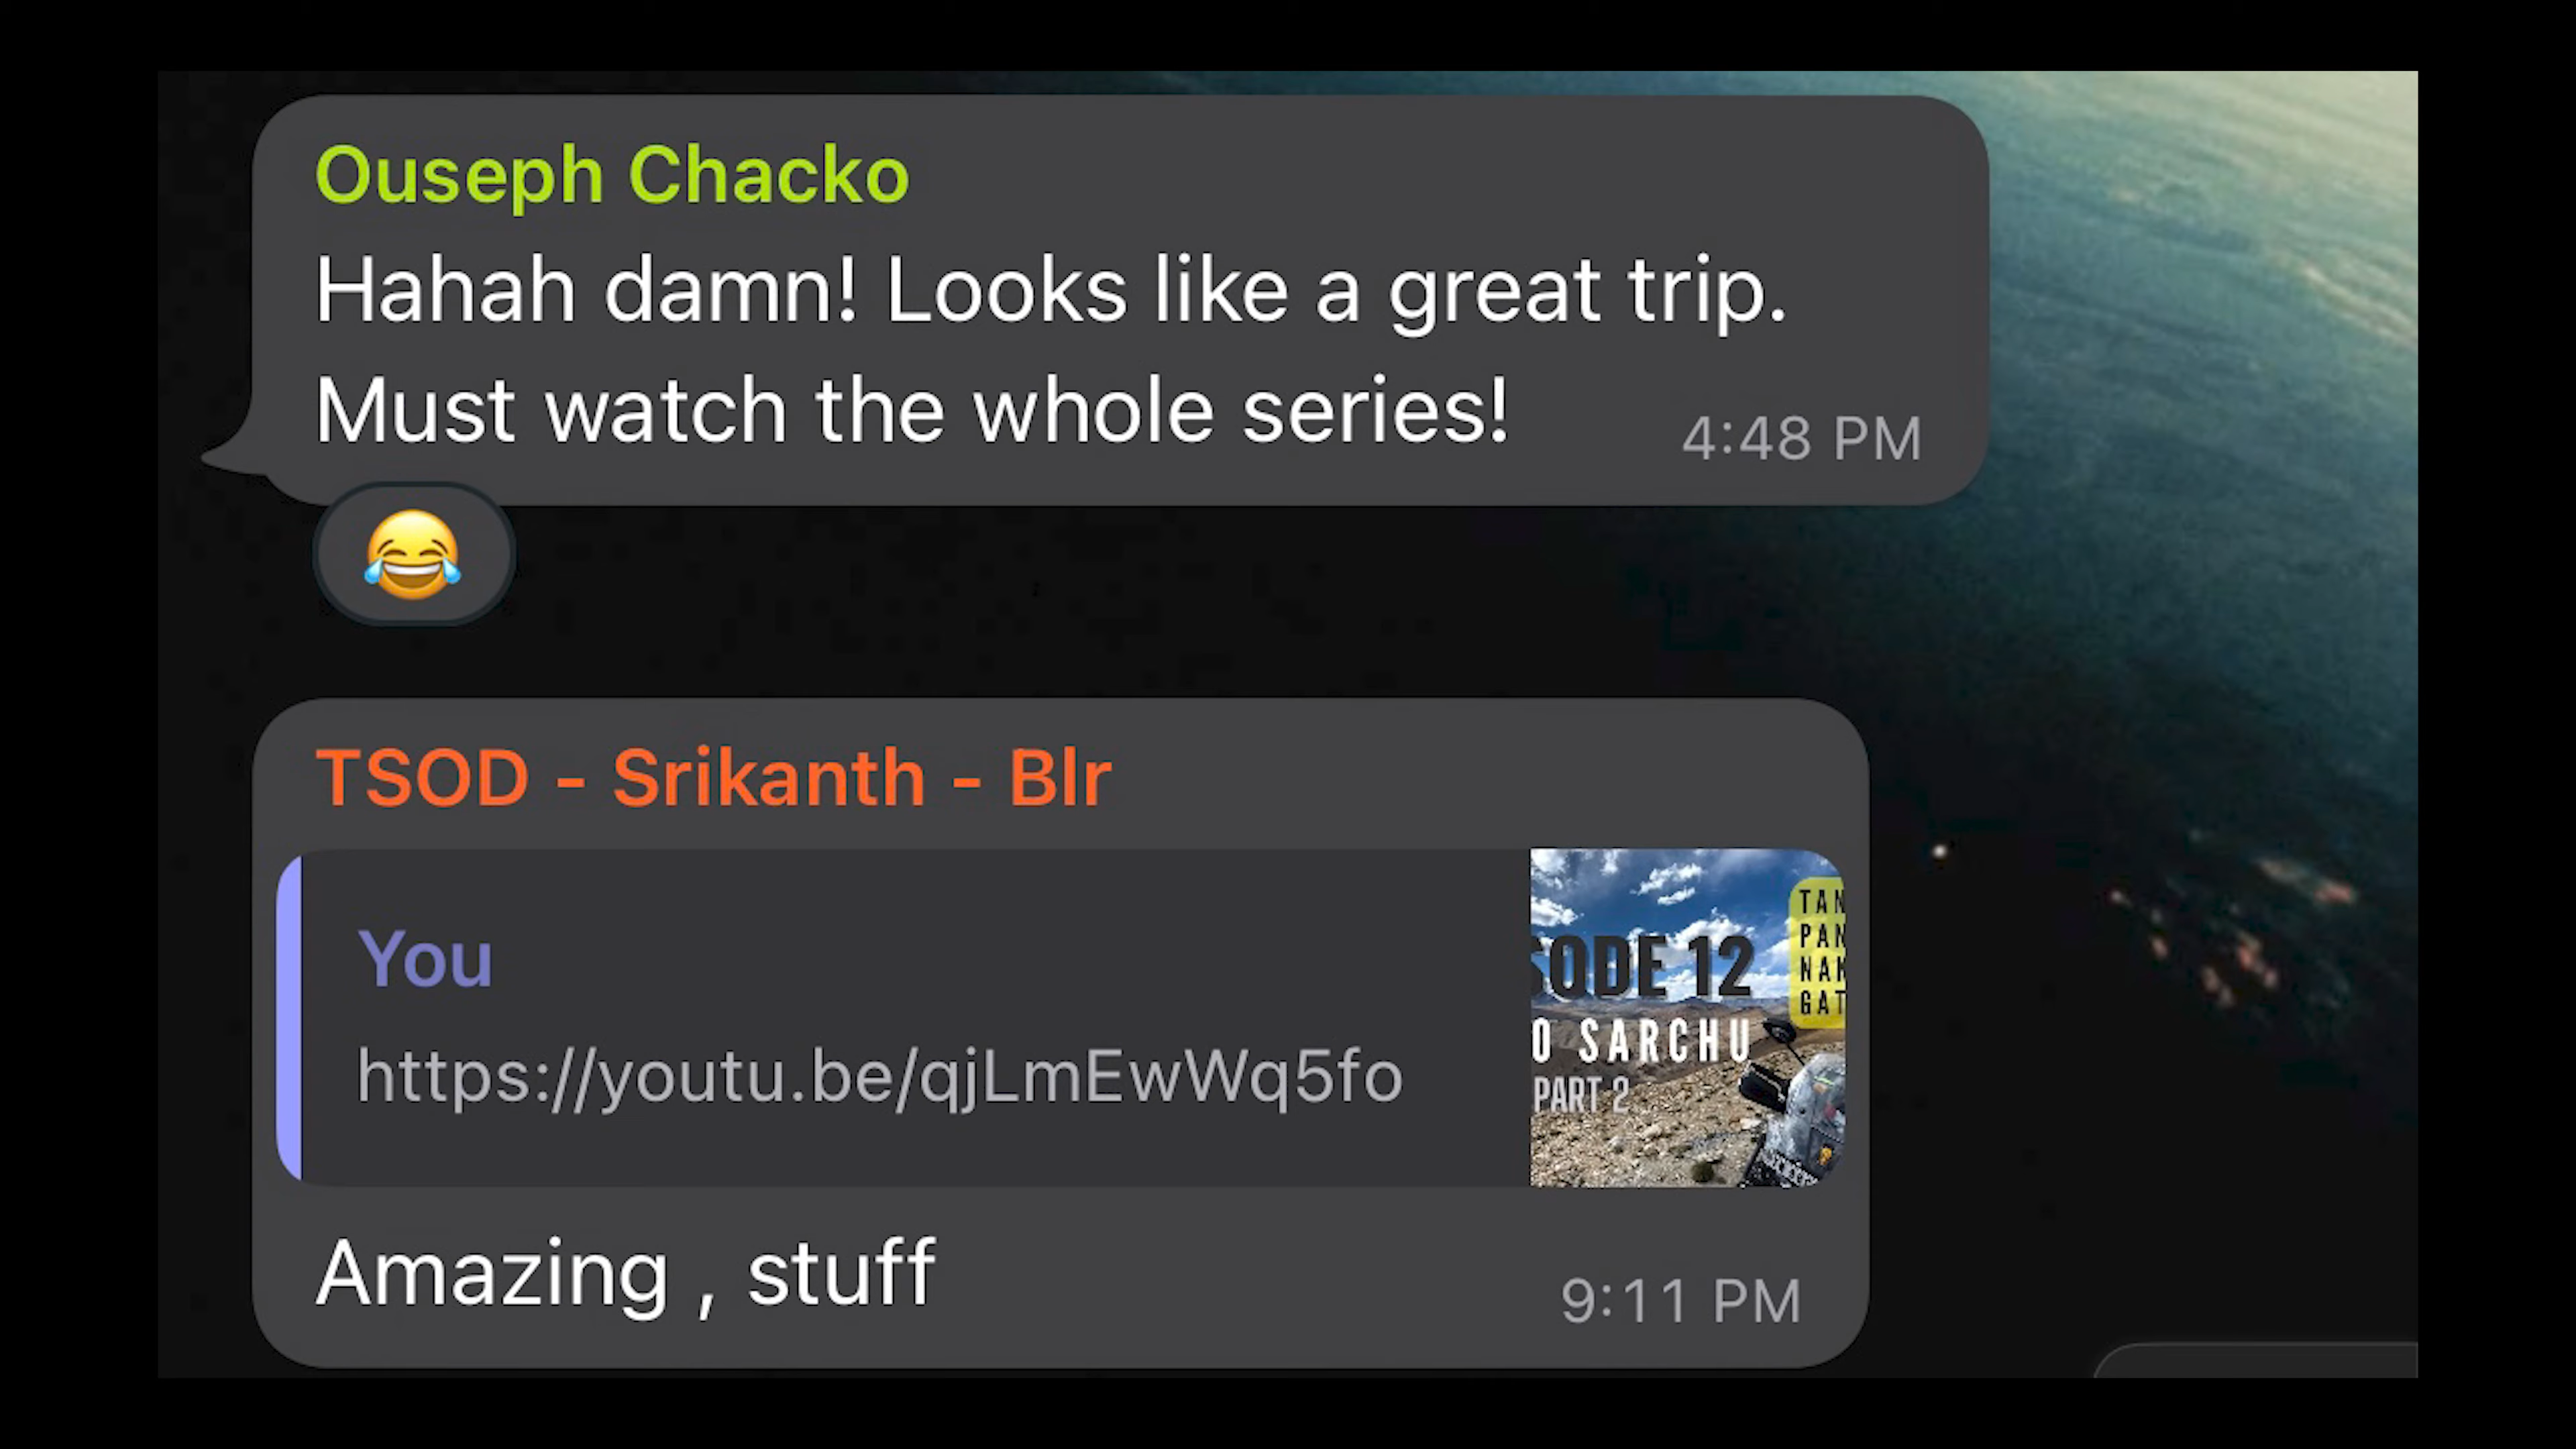 Ouseph Chacko
Hahah damn! Looks like a great trip.
Must watch the whole series!
4:48 PM
TSOD - Srikanth - Blr
You
https://youtu.be/qjLmEwWq5fo
SODE 12
O SARCHU
PART 2
TAN
PAN
NAK
GAT
Amazing , stuff
9:11 PM